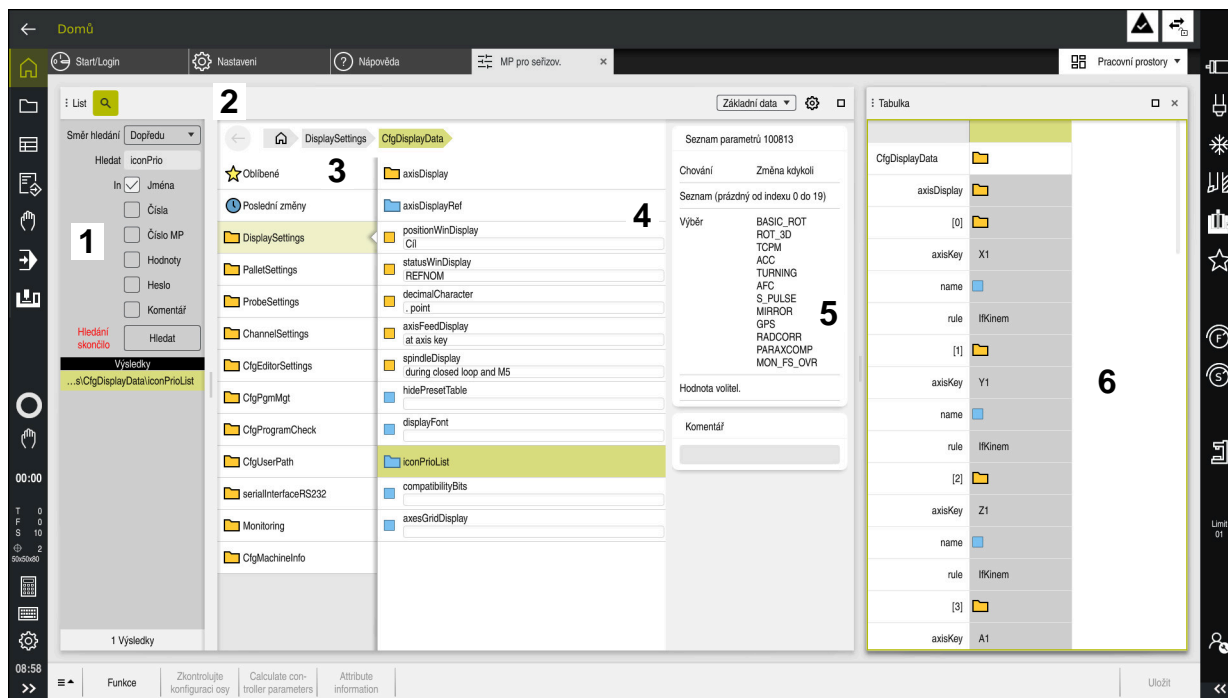 Domů
Start/Login
Nastaveni
Nápověda
MP pro seřizov.
Pracovní prostory
List
2
Základní data
Tabulka
Směr hledání Dopředu
Hledat iconPrio
In Jména
Čísla
1
Číslo MP
Hodnoty
Heslo
Komentář
Hledání skončilo
Hledat
Výsledky
...s\CfgDisplayData\iconPrioList
1 Výsledky
DisplaySettings
CfgDisplayData
3
Oblíbené
Poslední změny
DisplaySettings
PalletSettings
ProbeSettings
ChannelSettings
CfgEditorSettings
CfgPgmMgt
CfgProgramCheck
CfgUserPath
serialInterfaceRS232
Monitoring
CfgMachineInfo
axisDisplay
axisDisplayRef
4
positionWinDisplay
Cíl
statusWinDisplay
REFNOM
decimalCharacter
. point
axisFeedDisplay
at axis key
spindleDisplay
during closed loop and M5
hidePresetTable
displayFont
iconPrioList
compatibilityBits
axesGridDisplay
Seznam parametrů 100813
Chování Změna kdykoli
Seznam (prázdný od indexu 0 do 19)
Výběr BASIC_ROT
ROT_3D
TCPM
ACC
TURNING
AFC
S_PULSE
MIRROR
GPS
RADCORR
PARAXCOMP
MON_FS_OVR
5
Hodnota volitel.
Komentář
CfgDisplayData
axisDisplay
[0]
axisKey X1
name
rule IfKinem
[1]
axisKey Y1
name
rule IfKinem
[2]
axisKey Z1
name
rule IfKinem
[3]
axisKey A1
6
00:00
T 0
F 0
S 10
2
50x50x80
08:58
F
S
Limit
01
Funkce
Zkontrolujte
konfiguraci osy
Calculate con-
troller parameters
Attribute
information
Uložit